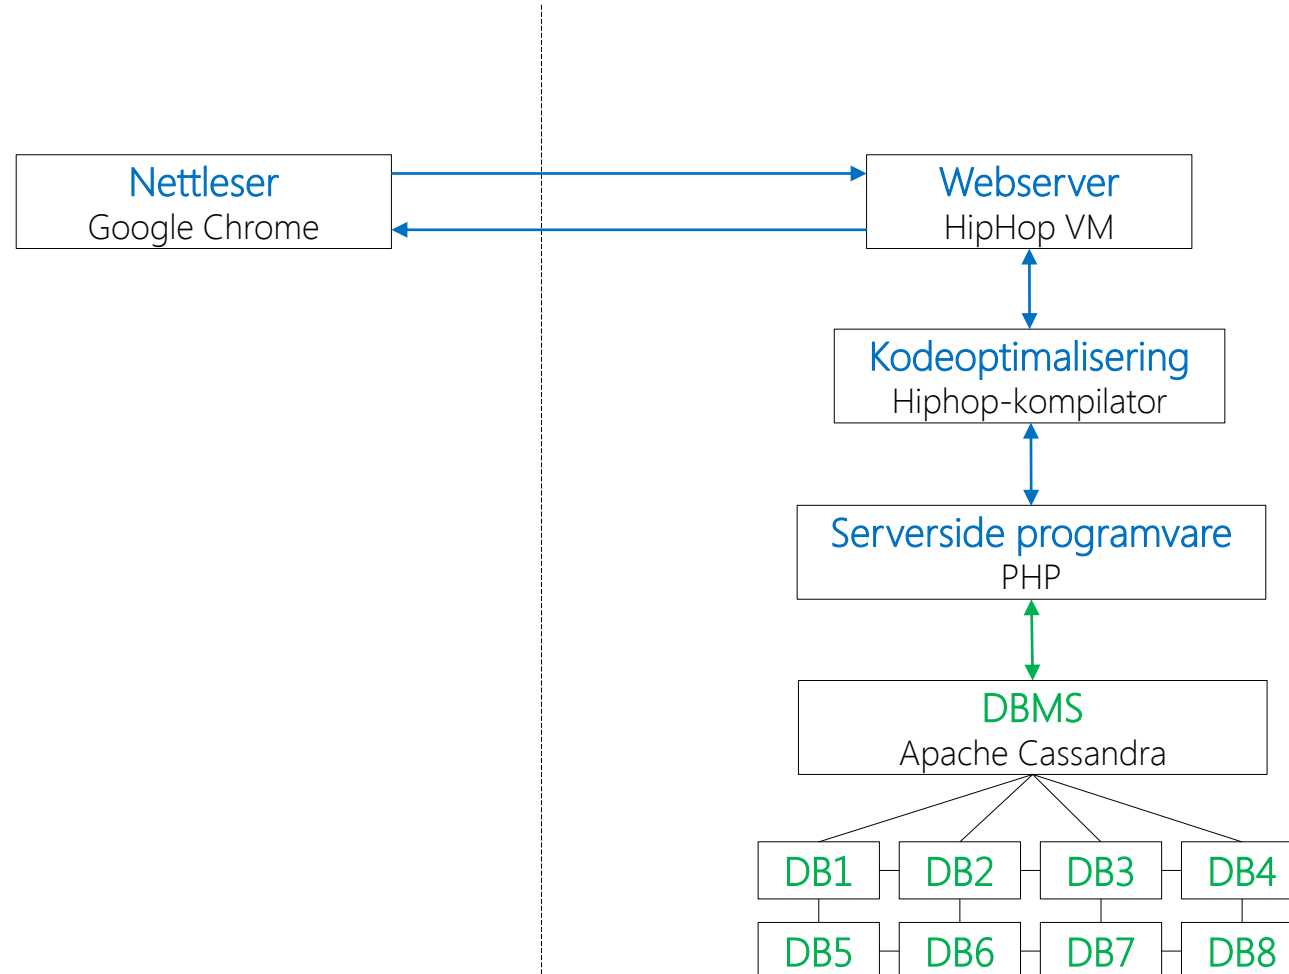 Nettleser
Google Chrome
Webserver
HipHop VM
Kodeoptimalisering
Hiphop-kompilator
Serverside programvare
PHP
DBMS
Apache Cassandra
DB1 DB2 DB3 DB4
DB5 DB6 DB7 DB8